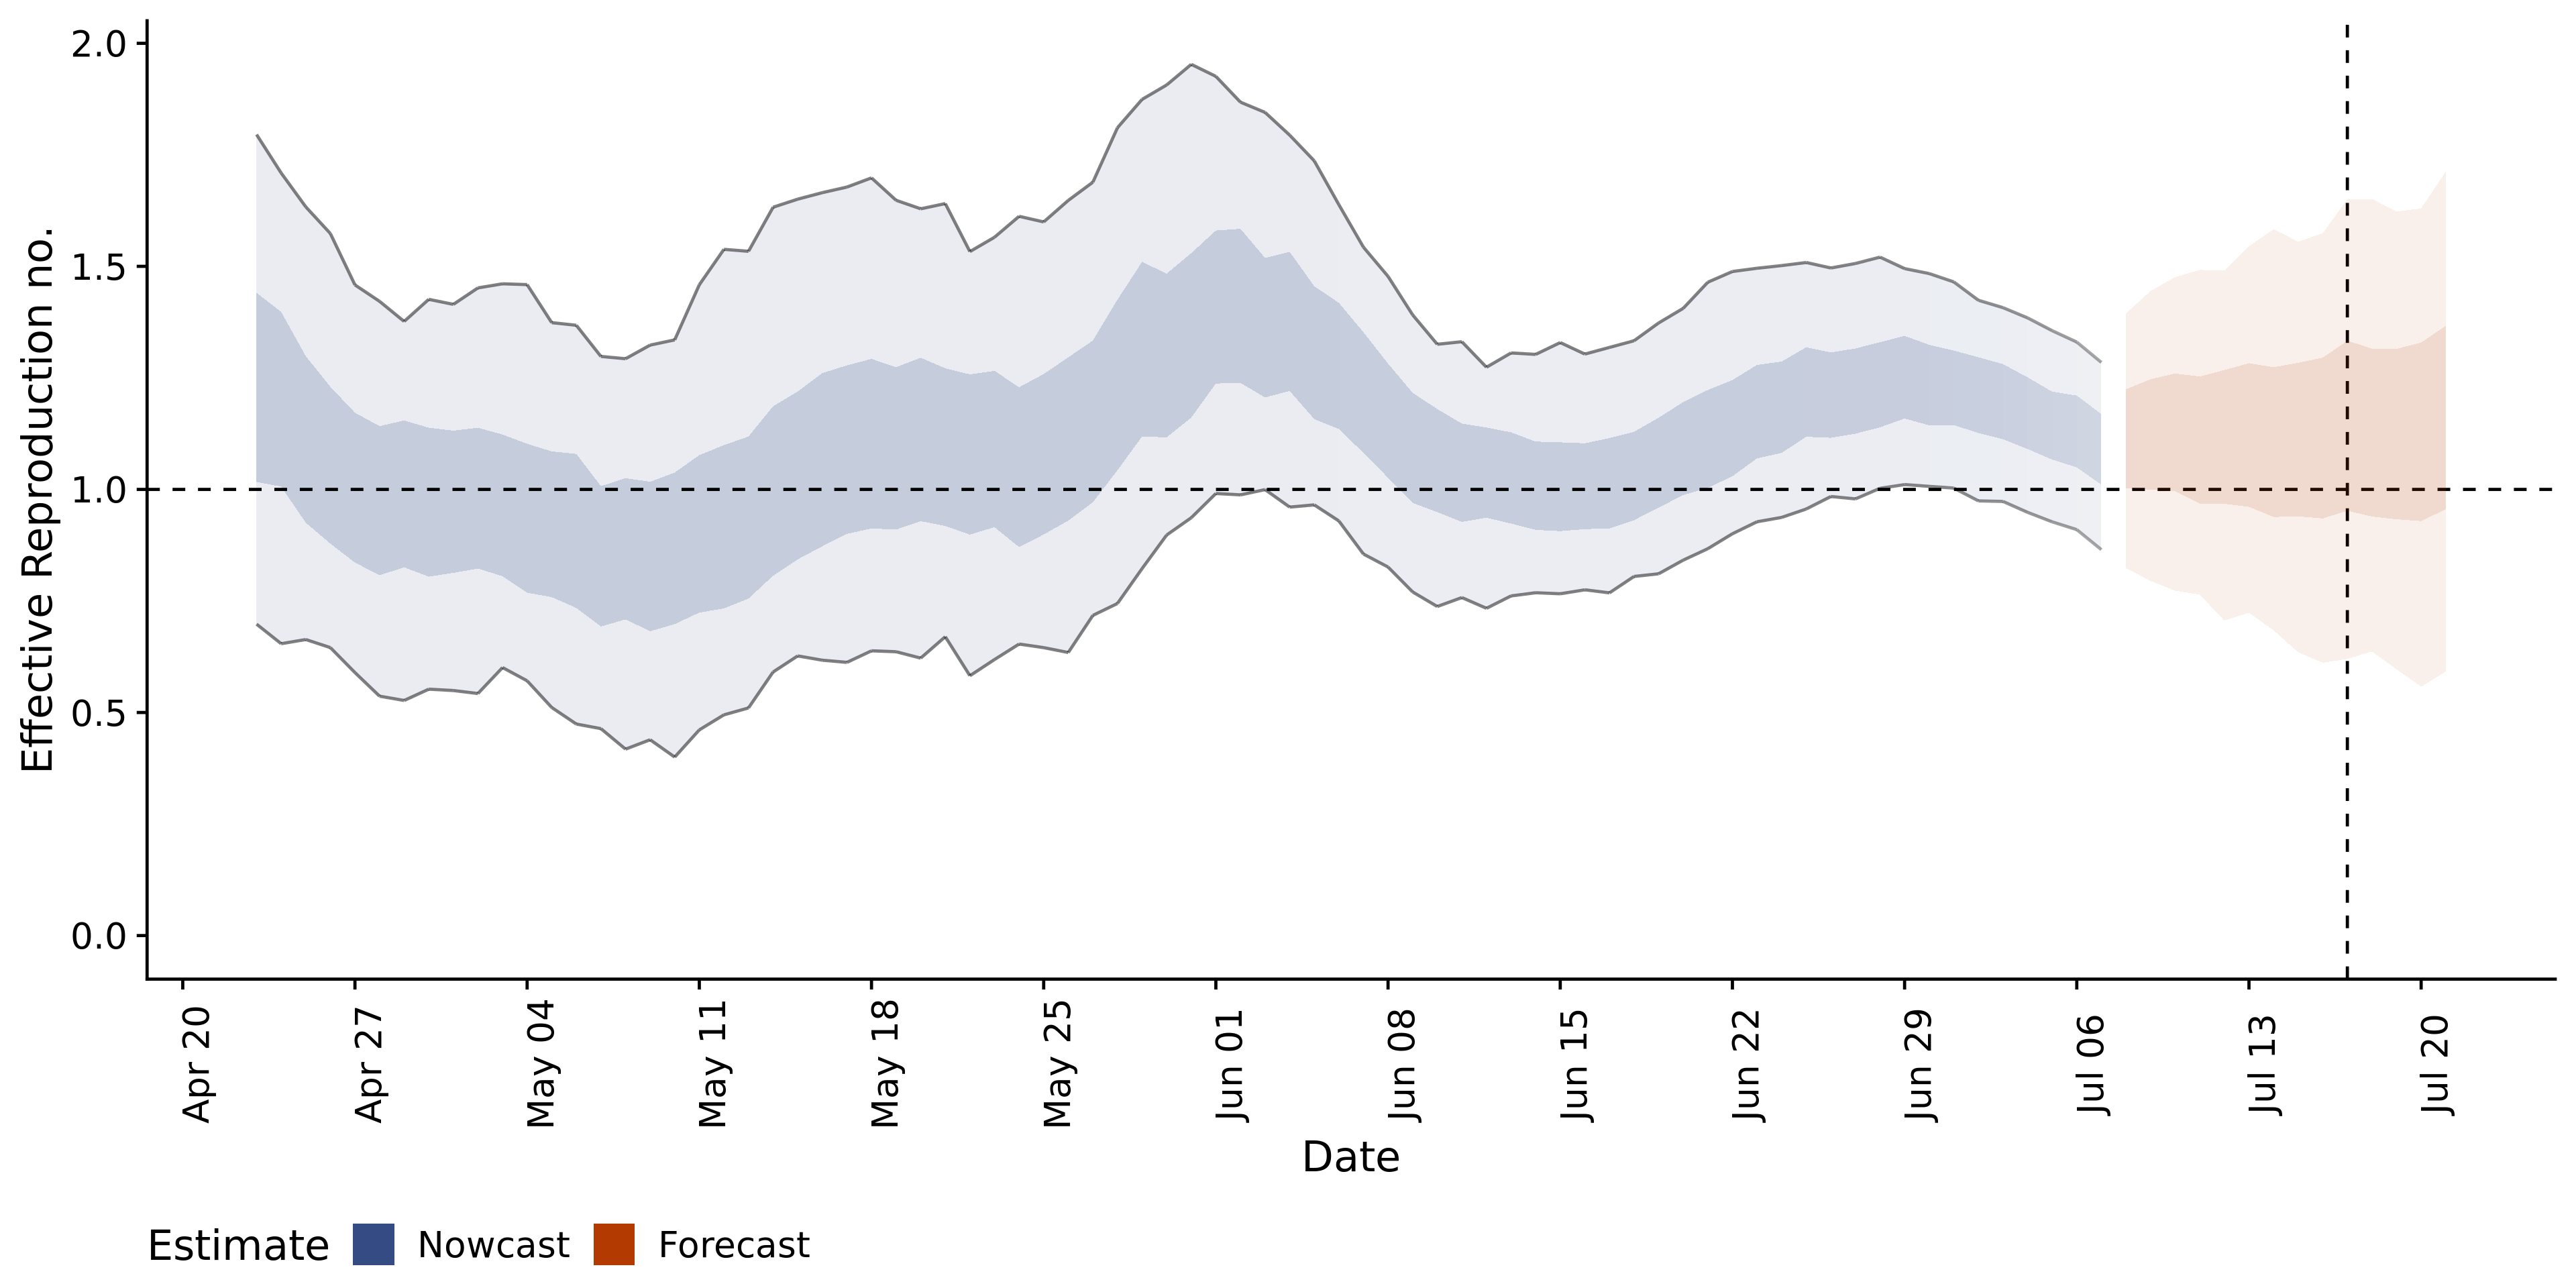 Effective Reproduction no.
2.0
1.5
1.0
0.5
0.0
Apr 20
Apr 27
May 04
May 11
May 18
May 25
Jun 01
Jun 08
Jun 15
Jun 22
Jun 29
Jul 06
Jul 13
Jul 20
Date
Estimate Nowcast Forecast